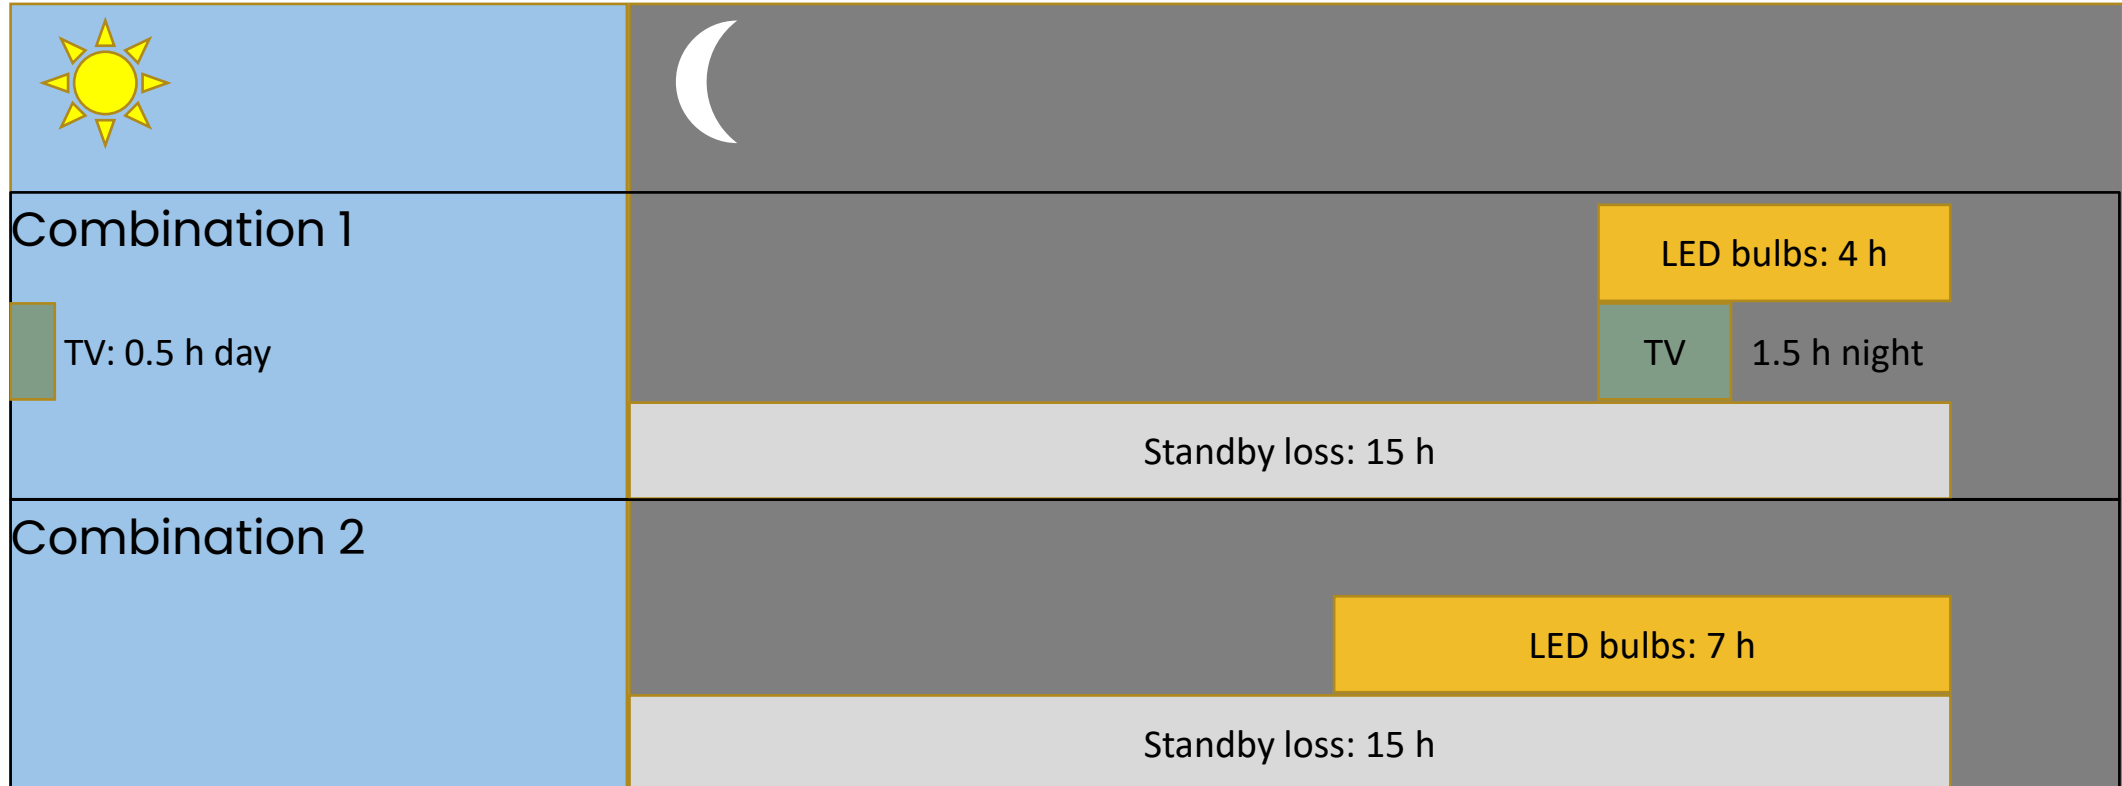 Combination 1
LED bulbs: 4 h
TV: 0.5 h day
TV
1.5 h night
Standby loss: 15 h
Combination 2
LED bulbs: 7 h
Standby loss: 15 h